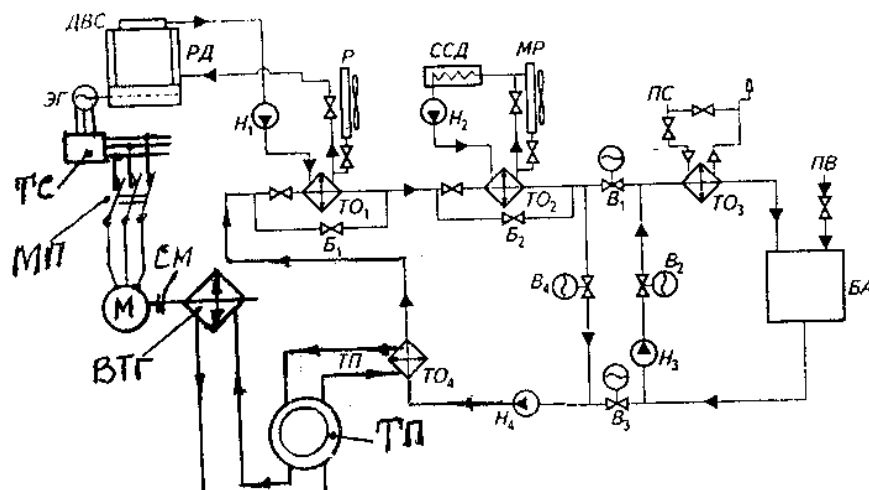 ДВС
РД
Р
ССД
МР
ЭГ
Н₁
Н₂
ПС
ТС
ТО₁
ТО₂
В₁
ТО₃
ПВ
МП
Б₁
Б₂
СМ
В₄
В₂
БА
М
ВТГ
ТП
ТО₄
Н₃
Н₄
В₃
ТП